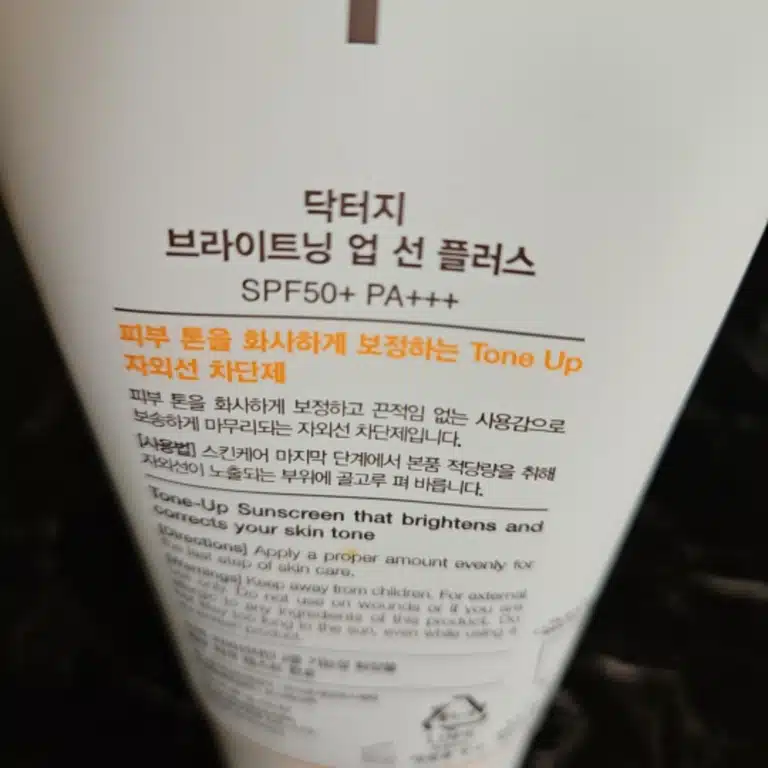 닥터지
브라이트닝 업 선 플러스
SPF50+ PA+++
피부 톤을 화사하게 보정하는 Tone Up
자외선 차단제
피부 톤을 화사하게 보정하고 끈적임 없는 사용감으로
보송하게 마무리되는 자외선 차단제입니다.
[사용법] 스킨케어 마지막 단계에서 본품 적당량을 취해
자외선이 노출되는 부위에 골고루 펴 바릅니다.
Tone-Up Sunscreen that brightens and
corrects your skin tone
[Directions] Apply a proper amount evenly for
the last step of skin care.
[Warnings] Keep away from children. For external
use only. Do not use on wounds or if you are
allergic to any ingredients of this product. Do
not stay too long in the sun, even while using a
sunscreen product.